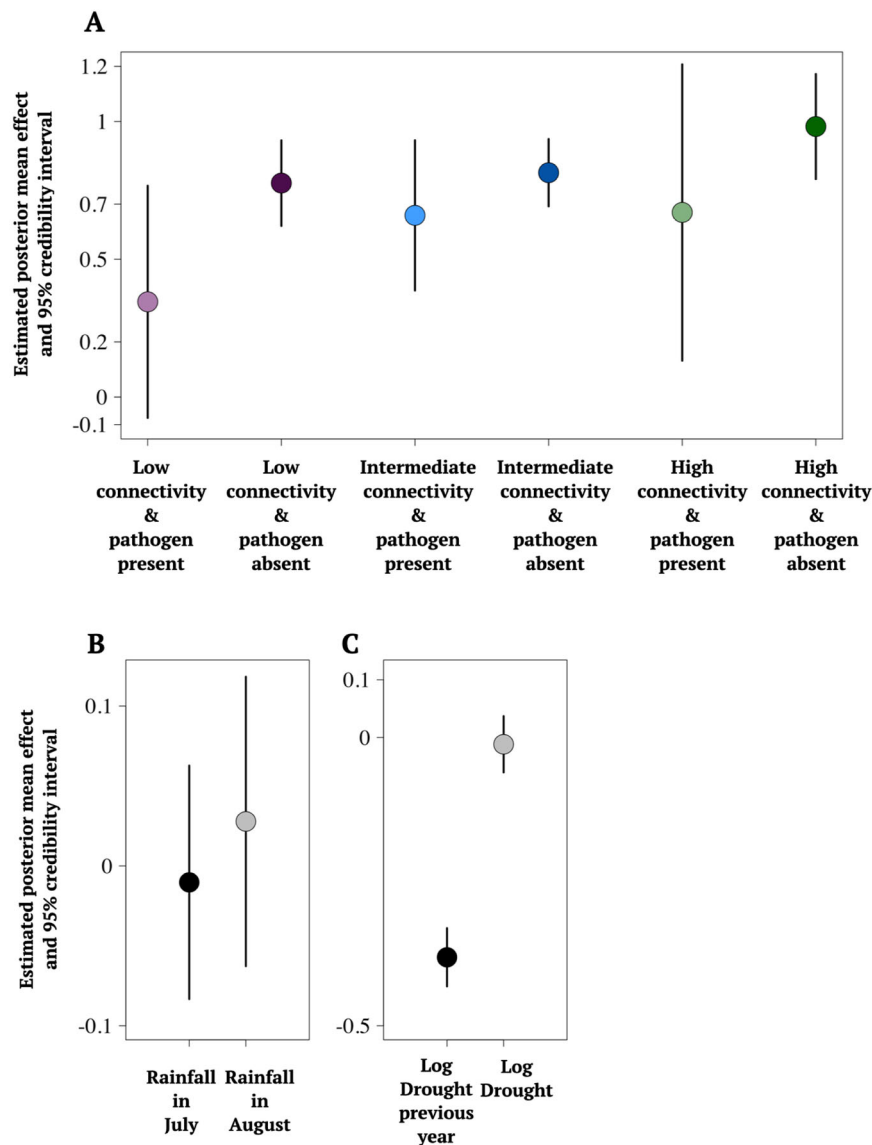 A
Estimated posterior mean effect
and 95% credibility interval
1.2
1
0.7
0.5
0.2
0
-0.1
Low
connectivity
&
pathogen
present
Low
connectivity
&
pathogen
absent
Intermediate
connectivity
&
pathogen
present
Intermediate
connectivity
&
pathogen
absent
High
connectivity
&
pathogen
present
High
connectivity
&
pathogen
absent
B
Estimated posterior mean effect
and 95% credibility interval
0.1
0
-0.1
Rainfall
in
July
Rainfall
in
August
C
0.1
0
-0.5
Log
Drought
previous
year
Log
Drought